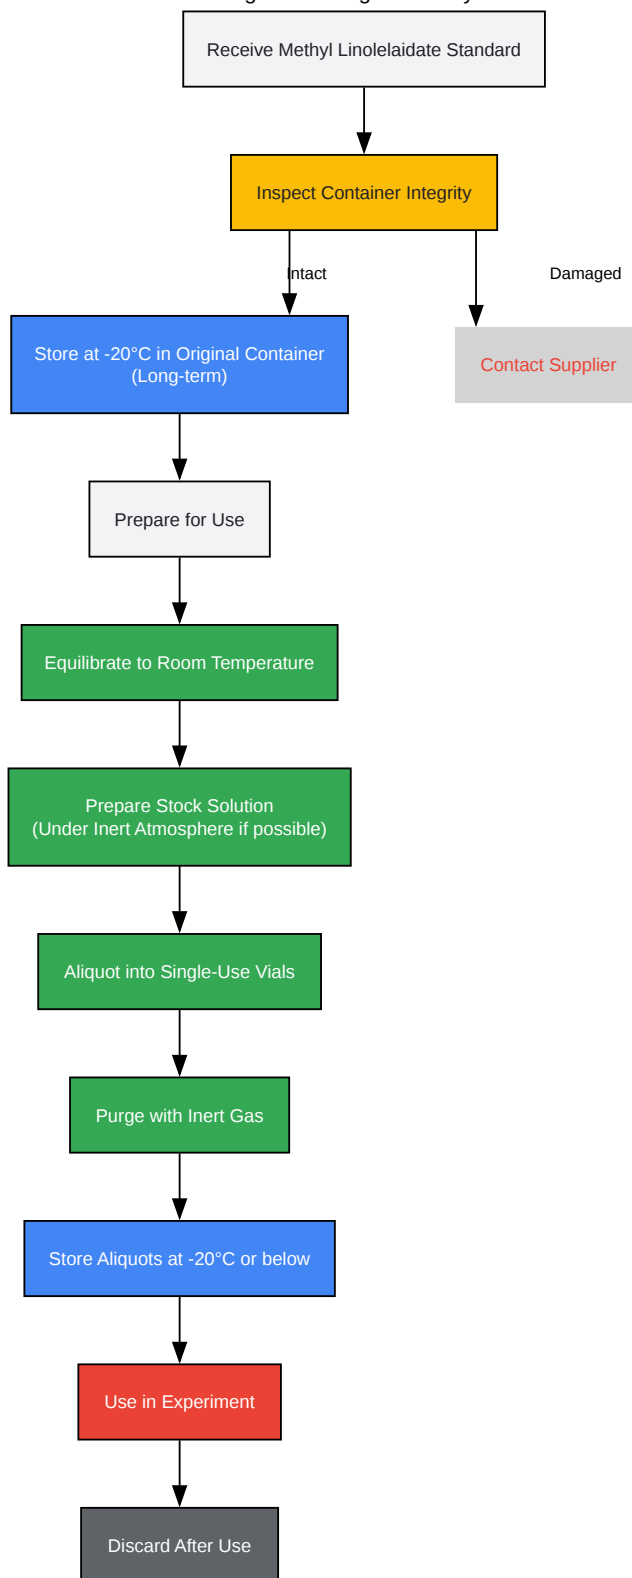 Receive Methyl Linolelaidate Standard
Inspect Container Integrity
Intact
Damaged
Store at -20°C in Original Container
(Long-term)
Contact Supplier
Prepare for Use
Equilibrate to Room Temperature
Prepare Stock Solution
(Under Inert Atmosphere if possible)
Aliquot into Single-Use Vials
Purge with Inert Gas
Store Aliquots at -20°C or below
Use in Experiment
Discard After Use